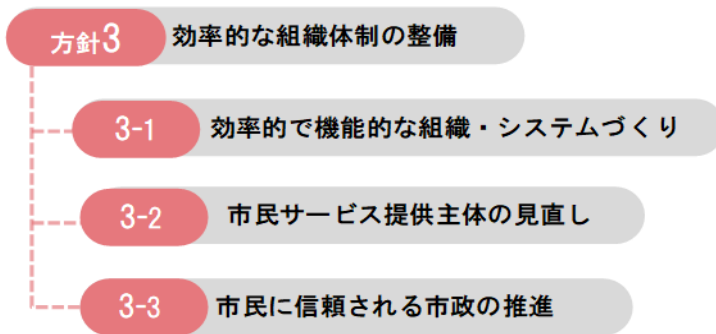 方針3 効率的な組織体制の整備
3-1 効率的で機能的な組織・システムづくり
3-2 市民サービス提供主体の見直し
3-3 市民に信頼される市政の推進